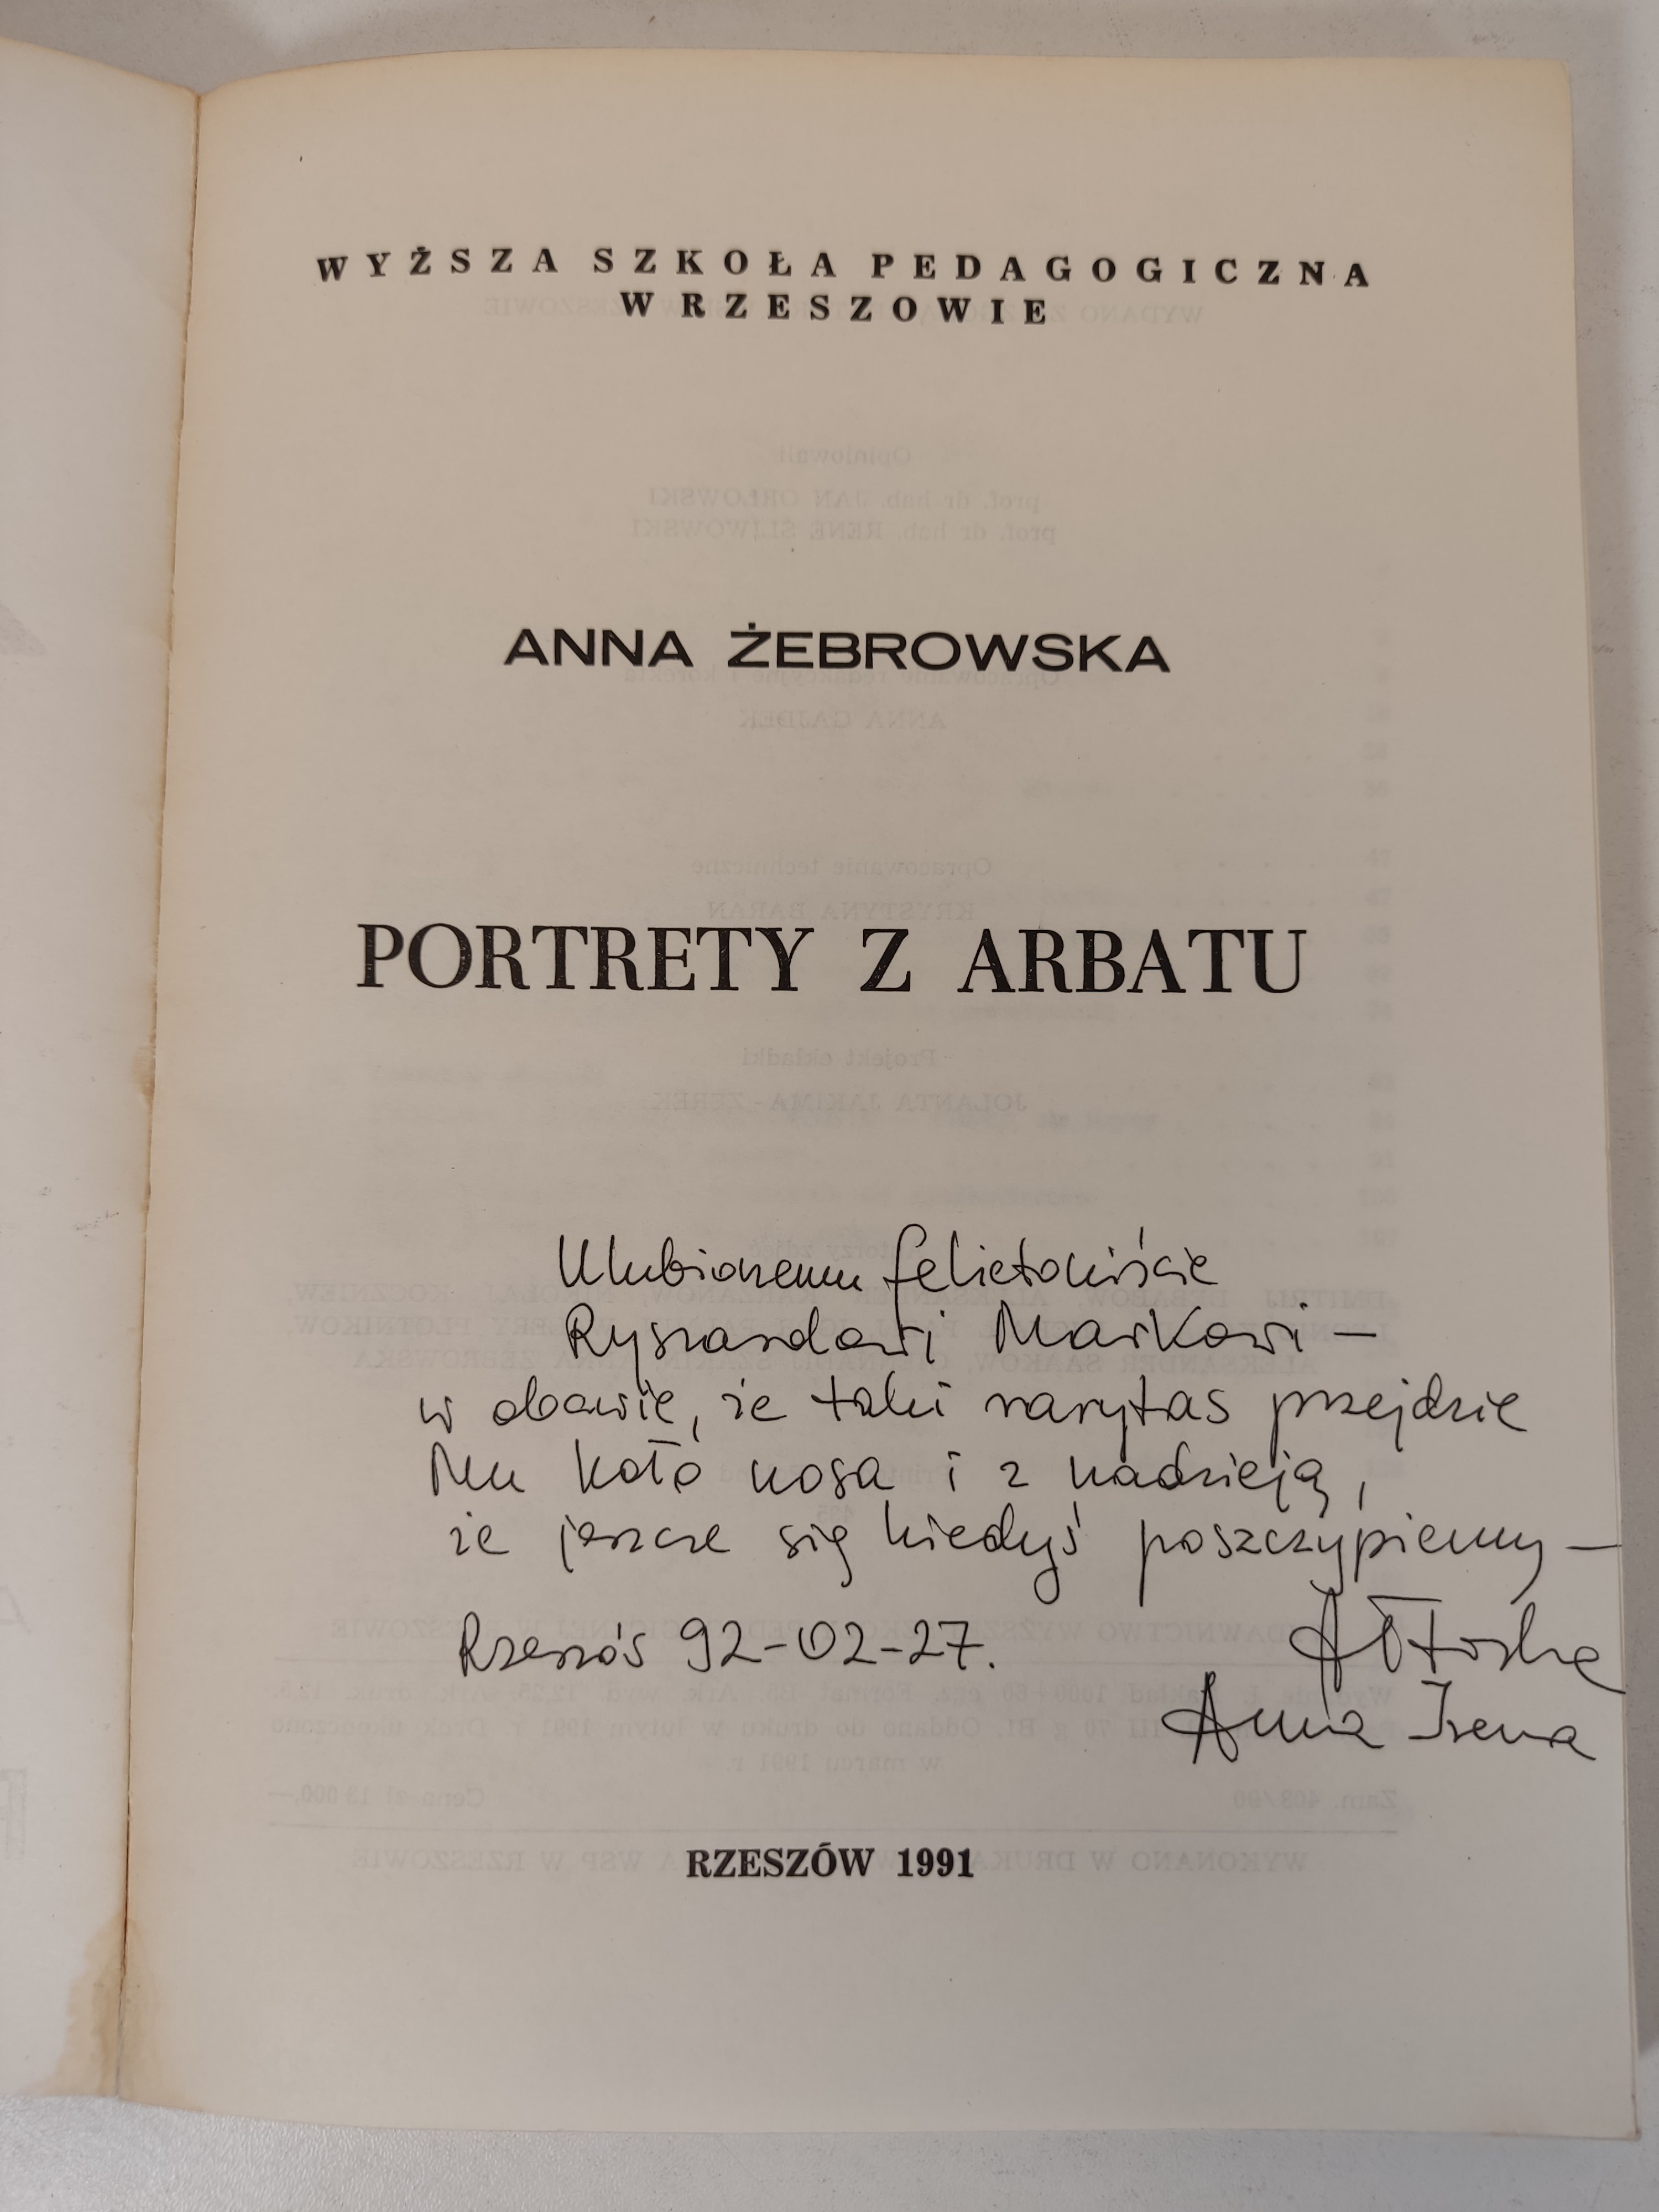 WYŻSZA SZKOŁA PEDAGOGICZNA
W RZESZOWIE
ANNA ŻEBROWSKA
PORTRETY Z ARBATU
Ulubionemu felietoniście
Ryszardowi Markowi —
w obawie, że taki rarytas przejdzie
Mu koło nosa i z nadzieją,
że jeszcze się kiedyś poszczypiemy —
Rzeszów 92-02-27.
Anna Irena
RZESZÓW 1991